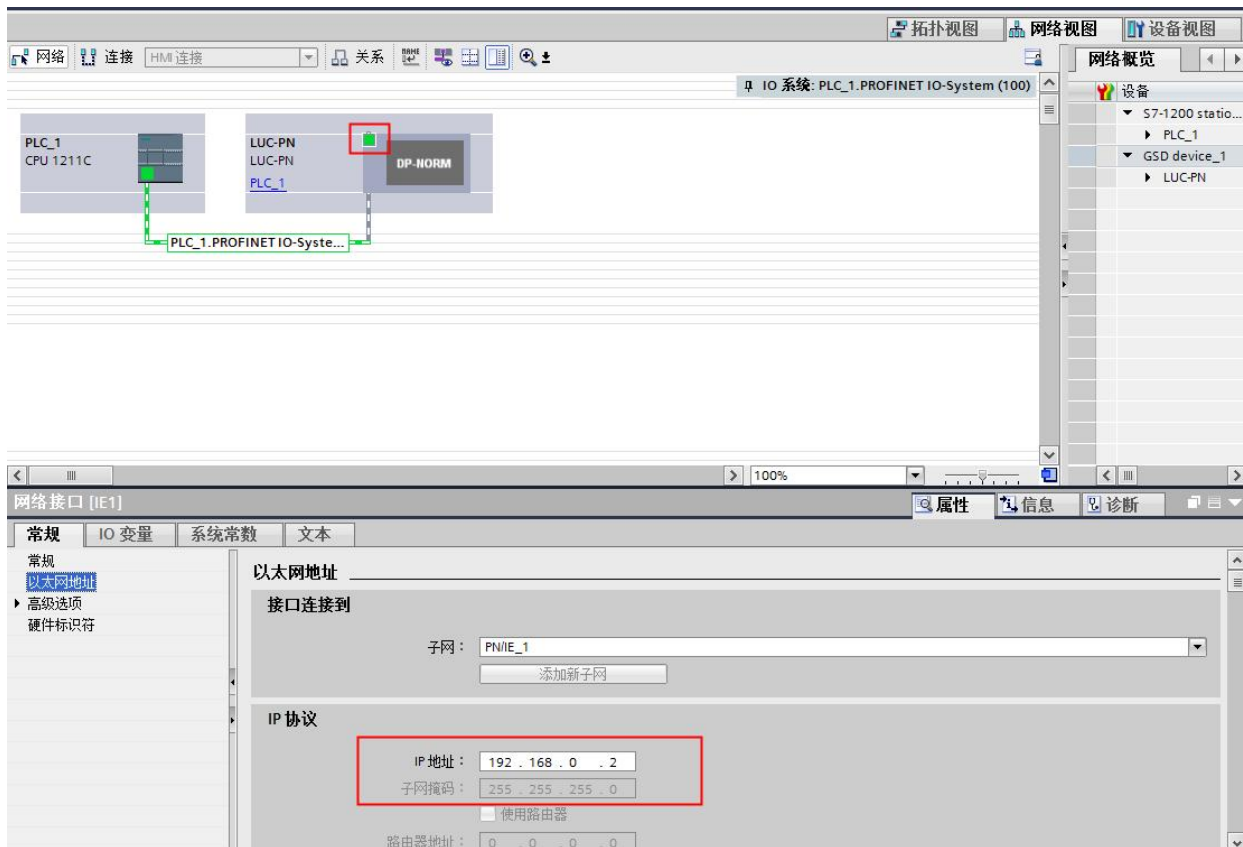 拓扑视图 网络视图 设备视图
网络 连接 HMI连接 关系 NAME 网络概览
IO 系统: PLC_1.PROFINET IO-System (100) 设备
S7-1200 statio...
PLC_1
GSD device_1
LUC-PN
PLC_1
CPU 1211C
LUC-PN
LUC-PN
PLC_1
DP-NORM
PLC_1.PROFINET IO-Syste...
100%
网络接口 [IE1] 属性 信息 诊断
常规 IO 变量 系统常数 文本
常规
以太网地址
高级选项
硬件标识符
以太网地址
接口连接到
子网： PN/IE_1
添加新子网
IP 协议
IP 地址： 192 . 168 . 0 . 2
子网掩码： 255 . 255 . 255 . 0
使用路由器
路由器地址： 0 . 0 . 0 . 0